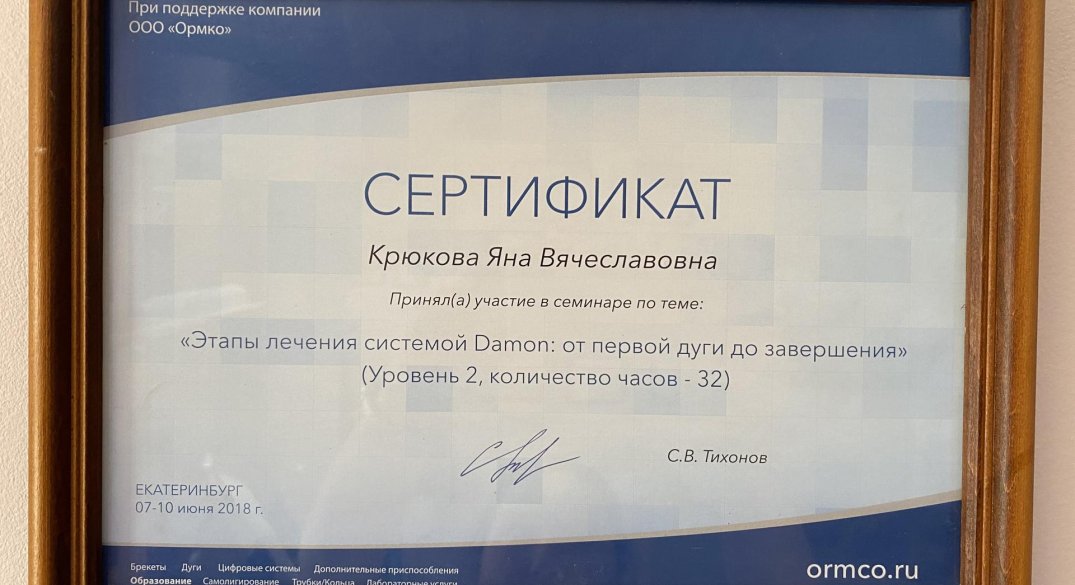 При поддержке компании
ООО «Ормко»
СЕРТИФИКАТ
Крюкова Яна Вячеславовна
Принял(а) участие в семинаре по теме:
«Этапы лечения системой Damon: от первой дуги до завершения»
(Уровень 2, количество часов - 32)
С.В. Тихонов
ЕКАТЕРИНБУРГ
07-10 июня 2018 г.
Брекеты Дуги Цифровые системы Дополнительные приспособления
Образование Самолигирование Трубки/Кольца Лабораторные услуги
ormco.ru